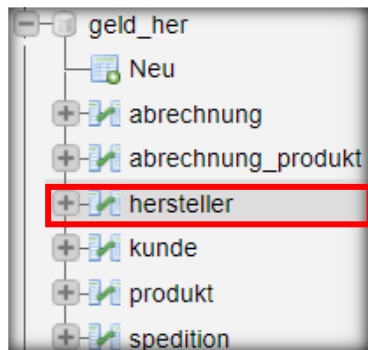 geld_her
Neu
abrechnung
abrechnung_produkt
hersteller
kunde
produkt
spedition